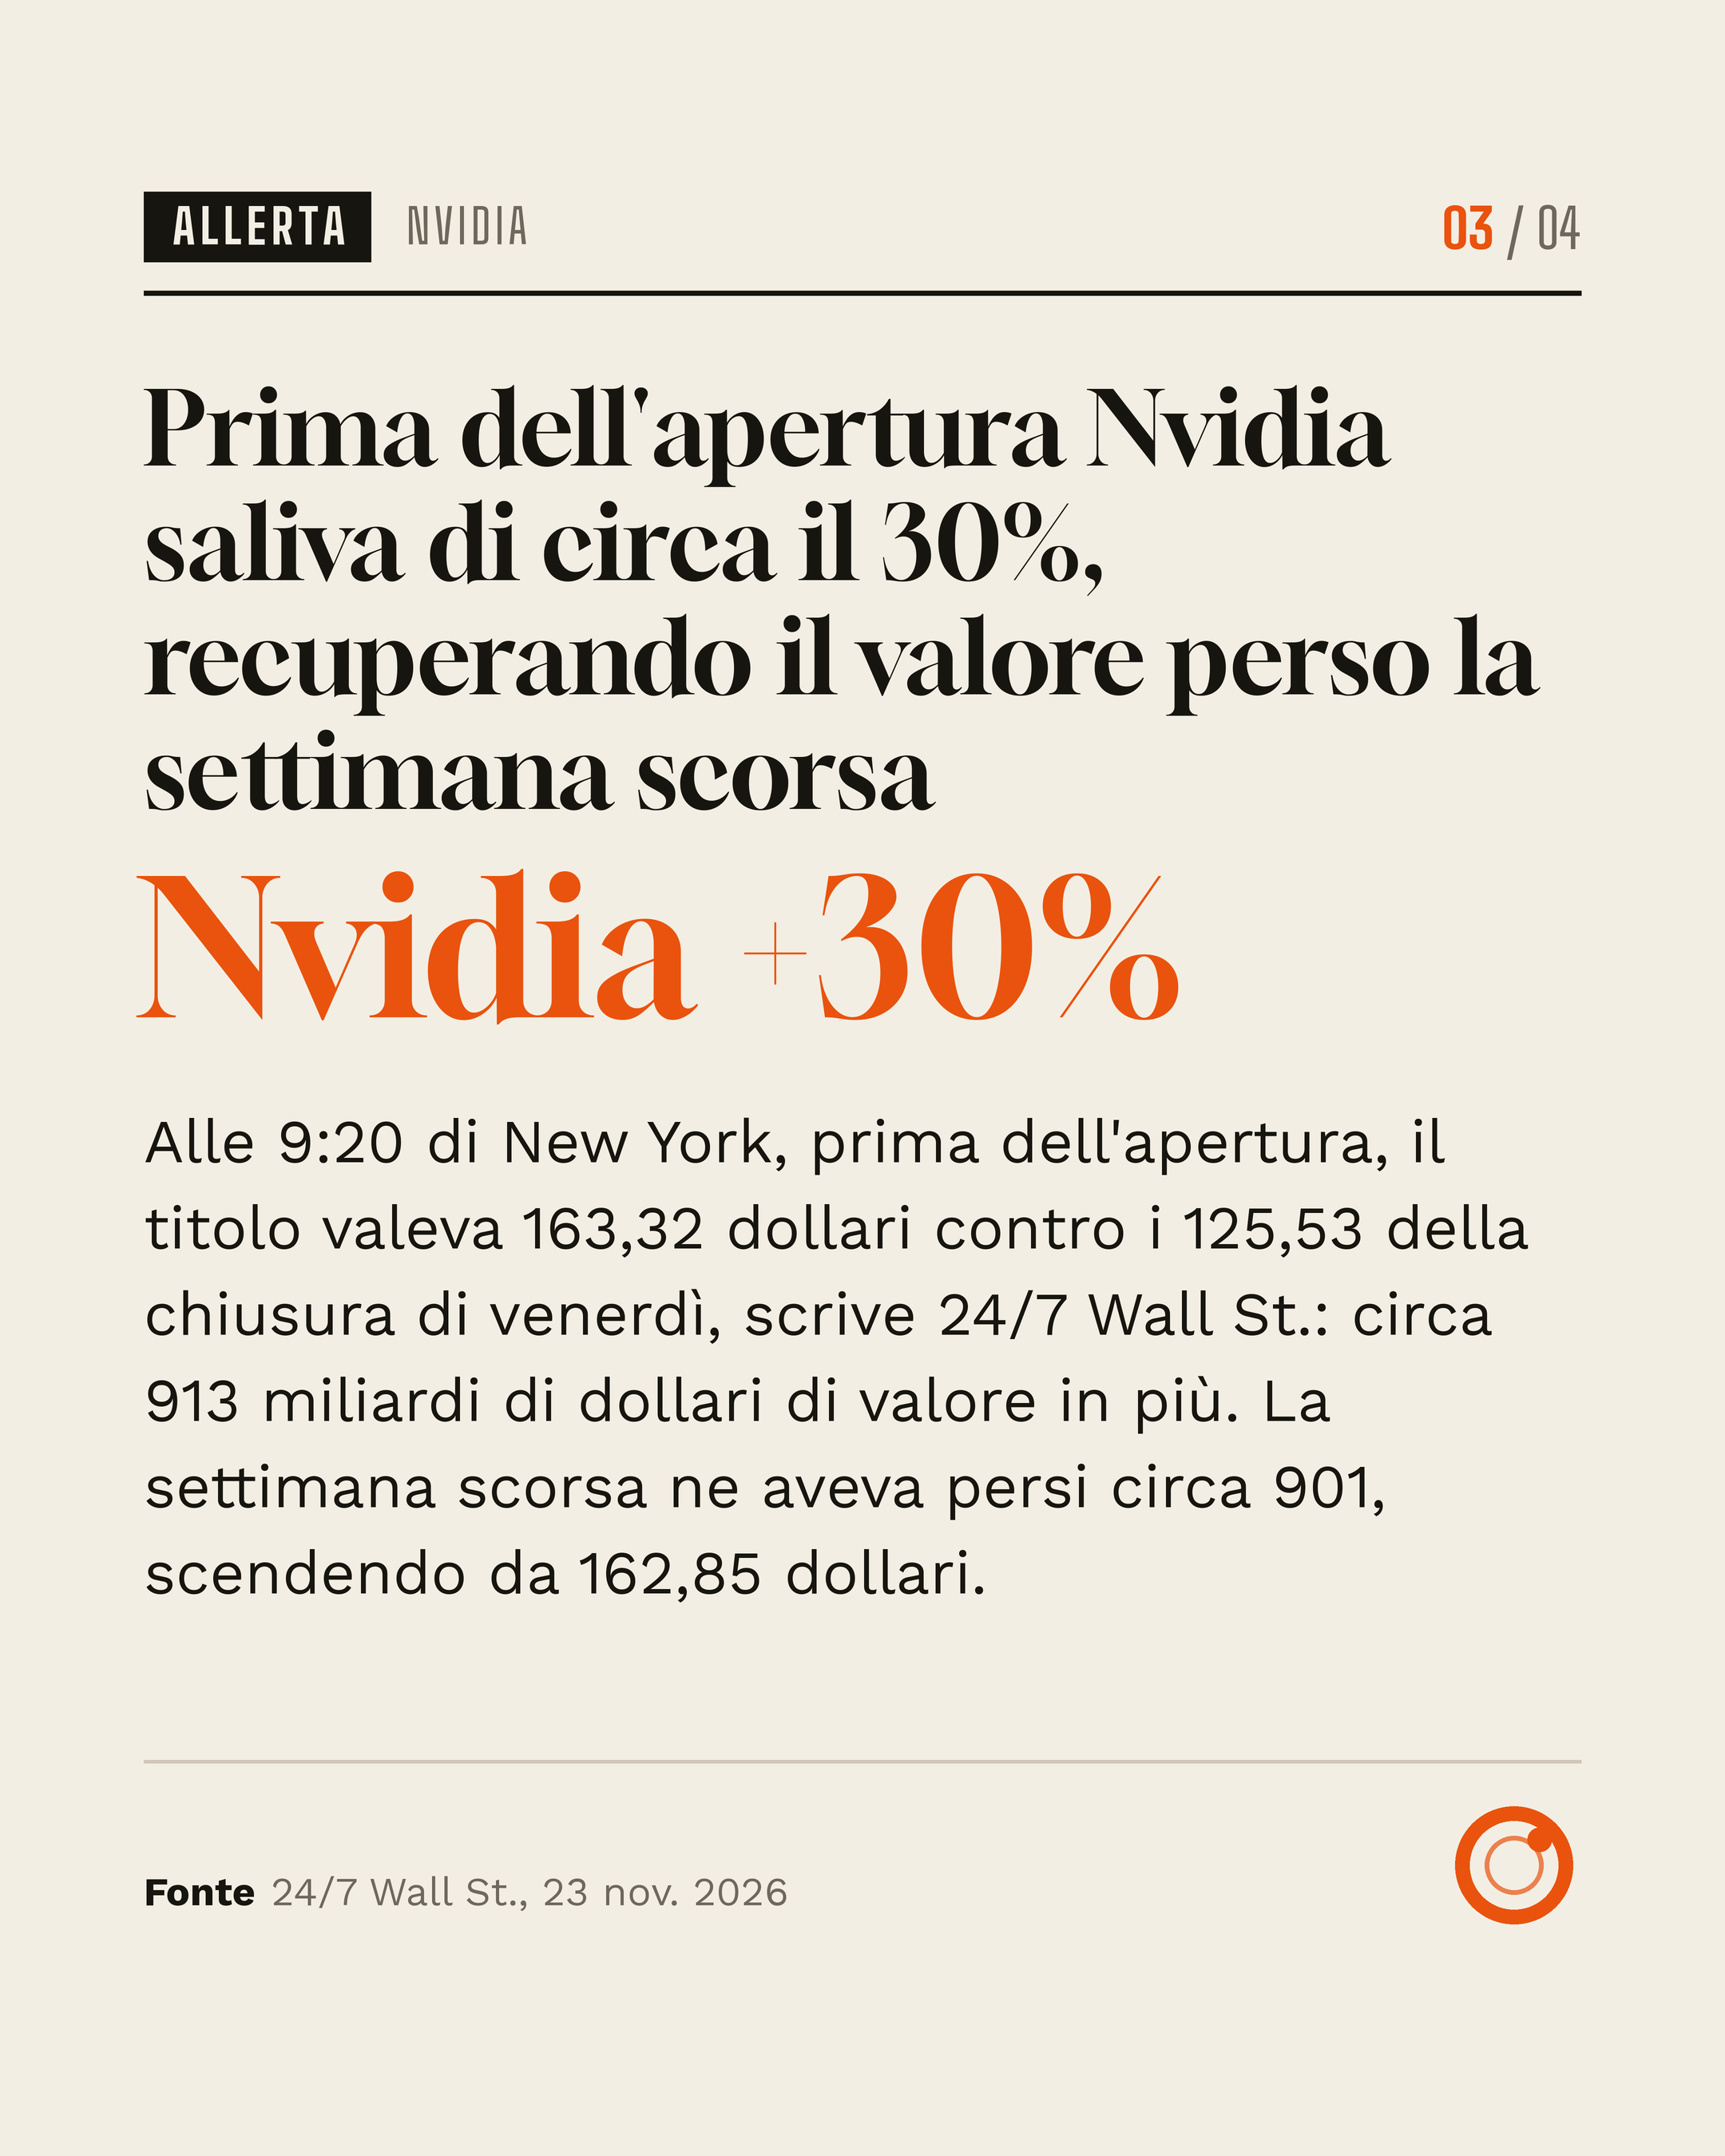 ALLERTA NVIDIA 03 / 04
Prima dell'apertura Nvidia
saliva di circa il 30%,
recuperando il valore perso la
settimana scorsa
Nvidia +30%
Alle 9:20 di New York, prima dell'apertura, il
titolo valeva 163,32 dollari contro i 125,53 della
chiusura di venerdì, scrive 24/7 Wall St.: circa
913 miliardi di dollari di valore in più. La
settimana scorsa ne aveva persi circa 901,
scendendo da 162,85 dollari.
Fonte 24/7 Wall St., 23 nov. 2026